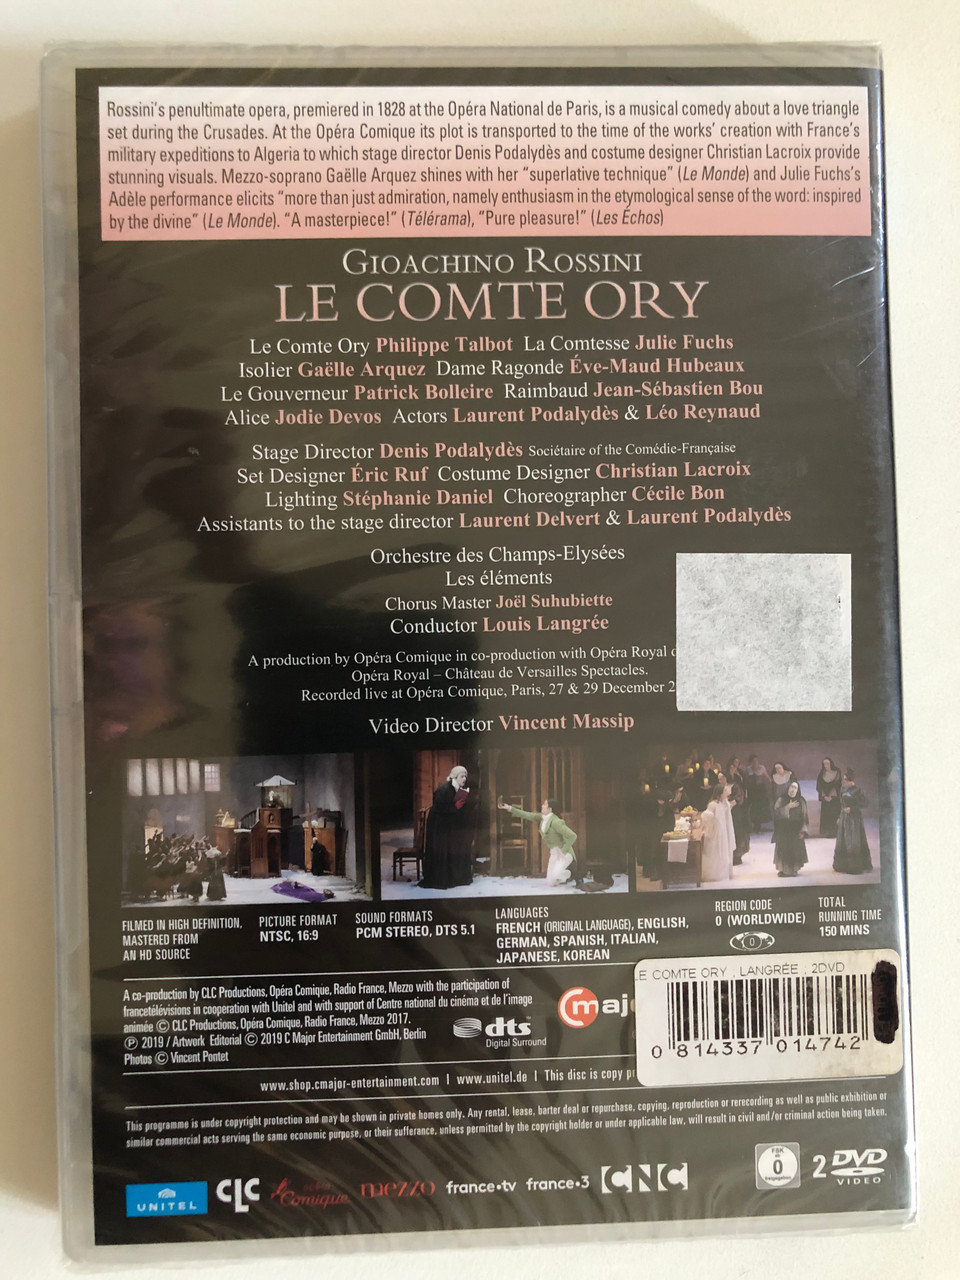 Rossini's penultimate opera, premiered in 1828 at the Opéra National de Paris, is a musical comedy about a love triangle
set during the Crusades. At the Opéra Comique its plot is transported to the time of the works' creation with France's
military expeditions to Algeria to which stage director Denis Podalydès and costume designer Christian Lacroix provide
stunning visuals. Mezzo-soprano Gaëlle Arquez shines with her "superlative technique" (Le Monde) and Julie Fuchs's
Adèle performance elicits "more than just admiration, namely enthusiasm in the etymological sense of the word: inspired
by the divine" (Le Monde). "A masterpiece!" (Télérama), "Pure pleasure!" (Les Échos)
GIOACHINO ROSSINI
LE COMTE ORY
Le Comte Ory Philippe Talbot La Comtesse Julie Fuchs
Isolier Gaëlle Arquez Dame Ragonde Ève-Maud Hubeaux
Le Gouverneur Patrick Bolleire Raimbaud Jean-Sébastien Bou
Alice Jodie Devos Actors Laurent Podalydès & Léo Reynaud
Stage Director Denis Podalydès Sociétaire of the Comédie-Française
Set Designer Éric Ruf Costume Designer Christian Lacroix
Lighting Stéphanie Daniel Choreographer Cécile Bon
Assistants to the stage director Laurent Delvert & Laurent Podalydès
Orchestre des Champs-Elysées
Les éléments
Chorus Master Joël Suhubiette
Conductor Louis Langrée
A production by Opéra Comique in co-production with Opéra Royal
Opéra Royal – Château de Versailles Spectacles.
Recorded live at Opéra Comique, Paris, 27 & 29 December 2
Video Director Vincent Massip
FILMED IN HIGH DEFINITION,
MASTERED FROM
AN HD SOURCE
PICTURE FORMAT
NTSC, 16:9
SOUND FORMATS
PCM STEREO, DTS 5.1
LANGUAGES
FRENCH (ORIGINAL LANGUAGE), ENGLISH,
GERMAN, SPANISH, ITALIAN,
JAPANESE, KOREAN
REGION CODE
0 (WORLDWIDE)
0
TOTAL
RUNNING TIME
150 MINS
A co-production by CLC Productions, Opéra Comique, Radio France, Mezzo with the participation of
francetélévisions in cooperation with Unitel and with support of Centre national du cinéma et de l'image
animée © CLC Productions, Opéra Comique, Radio France, Mezzo 2017.
℗ 2019 / Artwork Editorial © 2019 C Major Entertainment GmbH, Berlin
Photos © Vincent Pontet
dts
Digital Surround
C maj
E COMTE ORY ; LANGRÉE ; 2DVD
0 814337 014742
www.shop.cmajor-entertainment.com | www.unitel.de | This disc is copy pr
This programme is under copyright protection and may be shown in private homes only. Any rental, lease, barter deal or repurchase, copying, reproduction or rerecording as well as public exhibition or
similar commercial acts serving the same economic purpose, or their sufferance, unless permitted by the copyright holder or under applicable law, will result in civil and/or criminal action being taken.
UNITEL
CLC
Comique
mezzo
france•tv
france•3
CNC
FSK
0
2 DVD
VIDEO